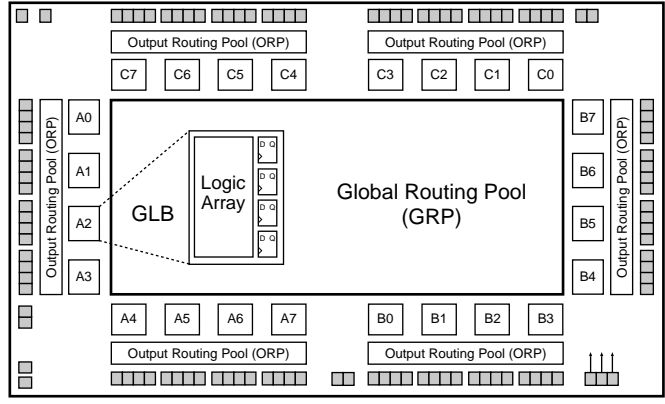 Output Routing Pool (ORP)
Output Routing Pool (ORP)
C7 C6 C5 C4
C3 C2 C1 C0
Output Routing Pool (ORP)
A0
A1
A2
A3
GLB
Logic
Array
D Q
D Q
D Q
D Q
Global Routing Pool
(GRP)
B7
B6
B5
B4
Output Routing Pool (ORP)
A4 A5 A6 A7
B0 B1 B2 B3
Output Routing Pool (ORP)
Output Routing Pool (ORP)